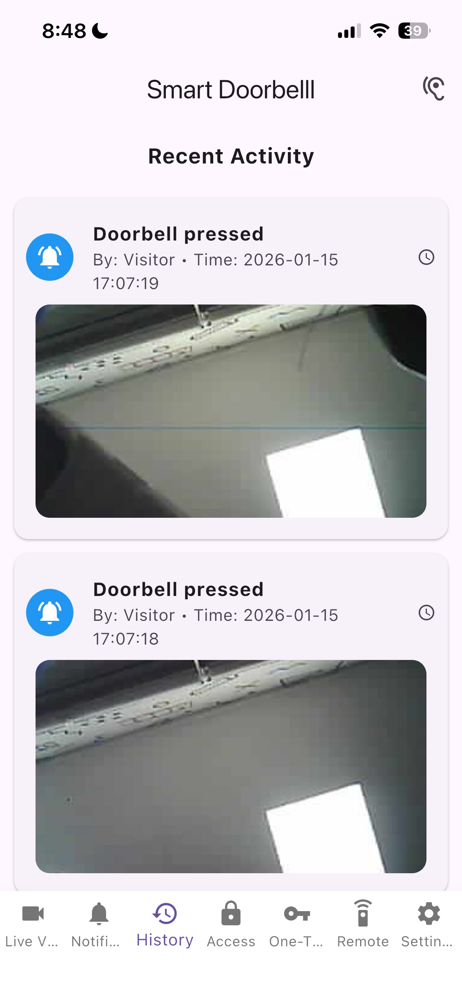 8:48
39
Smart Doorbelll
Recent Activity
Doorbell pressed
By: Visitor • Time: 2026-01-15
17:07:19
Doorbell pressed
By: Visitor • Time: 2026-01-15
17:07:18
Live V...
Notifi...
History
Access
One-T...
Remote
Settin...